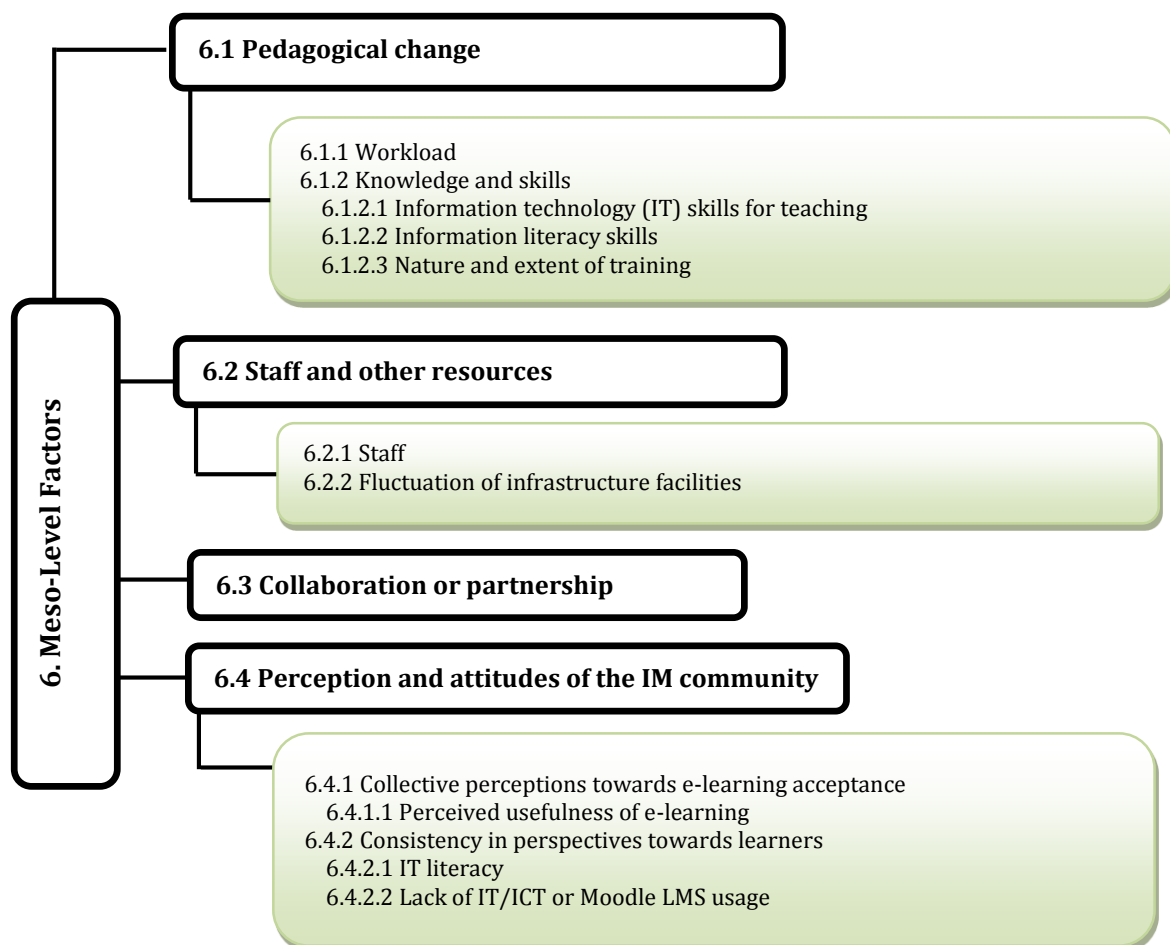 6. Meso-Level Factors
6.1 Pedagogical change
6.1.1 Workload
6.1.2 Knowledge and skills
6.1.2.1 Information technology (IT) skills for teaching
6.1.2.2 Information literacy skills
6.1.2.3 Nature and extent of training
6.2 Staff and other resources
6.2.1 Staff
6.2.2 Fluctuation of infrastructure facilities
6.3 Collaboration or partnership
6.4 Perception and attitudes of the IM community
6.4.1 Collective perceptions towards e-learning acceptance
6.4.1.1 Perceived usefulness of e-learning
6.4.2 Consistency in perspectives towards learners
6.4.2.1 IT literacy
6.4.2.2 Lack of IT/ICT or Moodle LMS usage